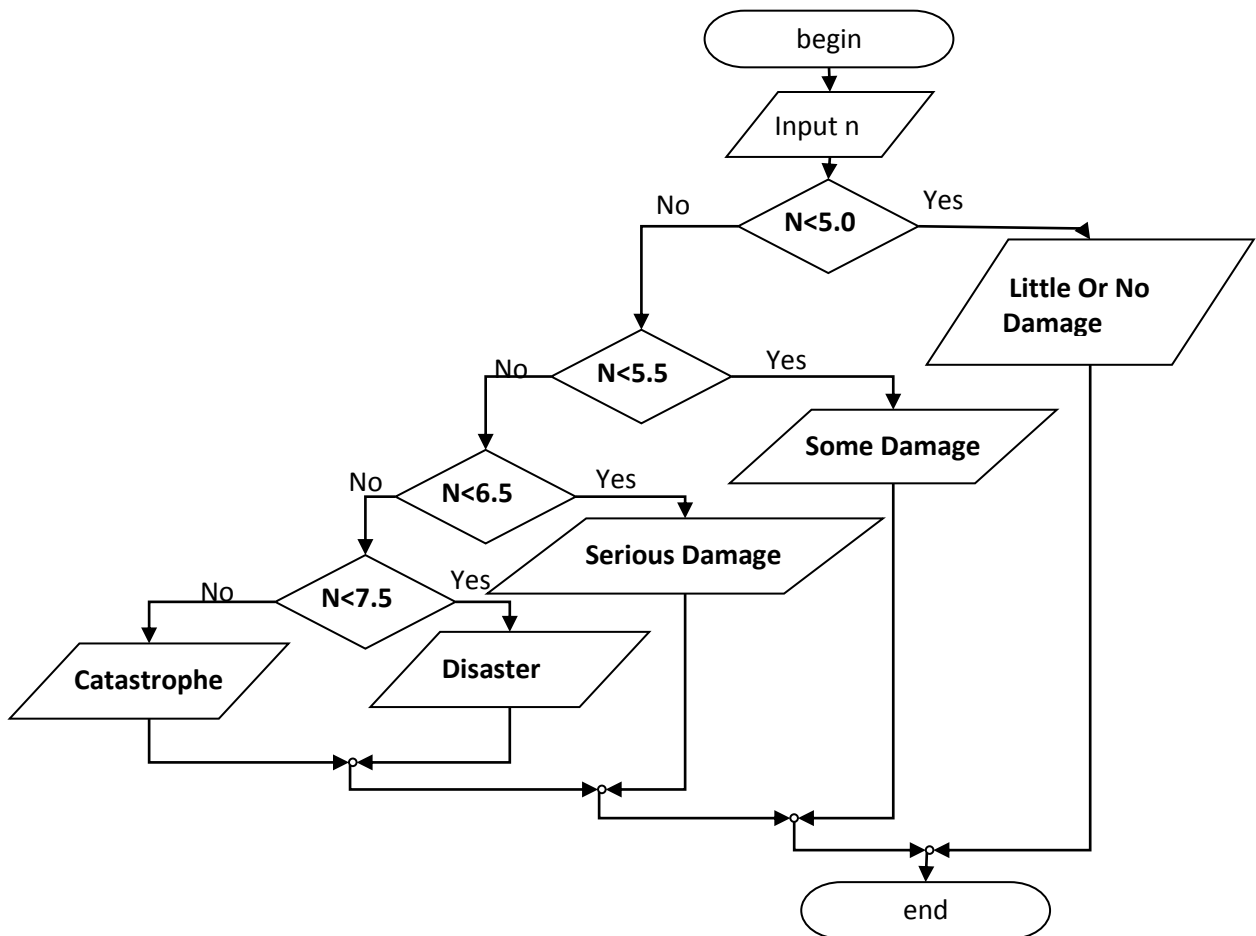 begin
Input n
No
Yes
N<5.0
Little Or No
Damage
No
Yes
N<5.5
Some Damage
No
Yes
N<6.5
Serious Damage
No
Yes
N<7.5
Catastrophe
Disaster
end